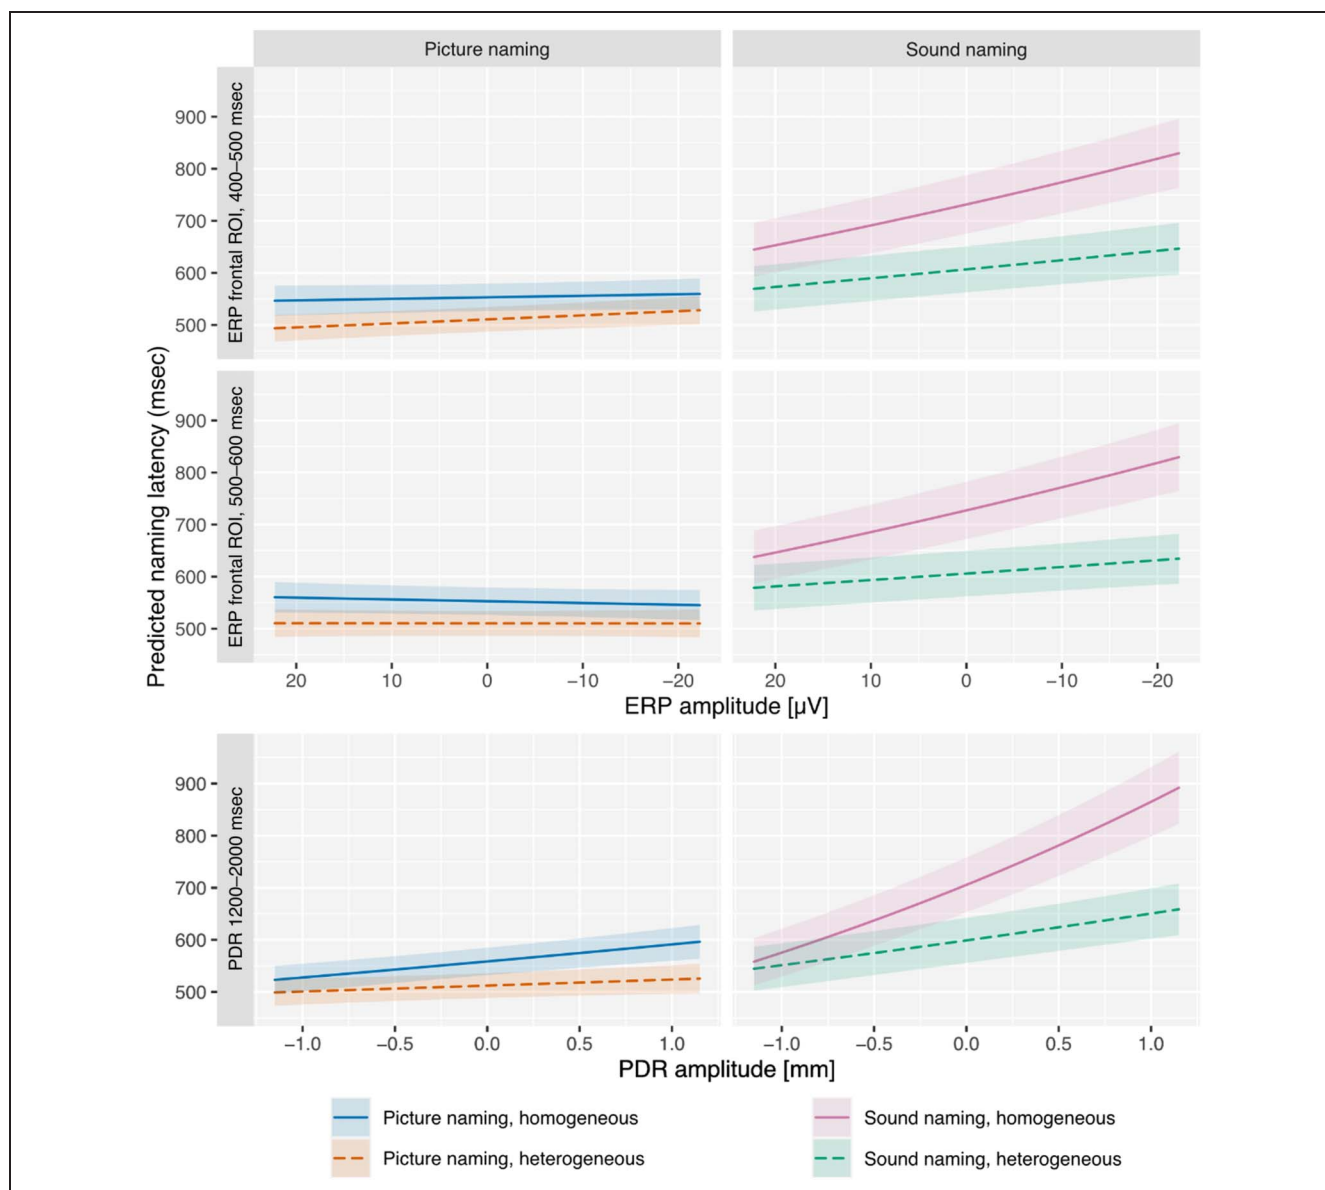 Picture naming
Sound naming
Predicted naming latency (msec)
ERP frontal ROI, 400–500 msec
900
800
700
600
500
ERP frontal ROI, 500–600 msec
900
800
700
600
500
20 10 0 −10 −20
20 10 0 −10 −20
ERP amplitude [µV]
PDR 1200–2000 msec
900
800
700
600
500
−1.0 −0.5 0.0 0.5 1.0
−1.0 −0.5 0.0 0.5 1.0
PDR amplitude [mm]
Picture naming, homogeneous
Picture naming, heterogeneous
Sound naming, homogeneous
Sound naming, heterogeneous